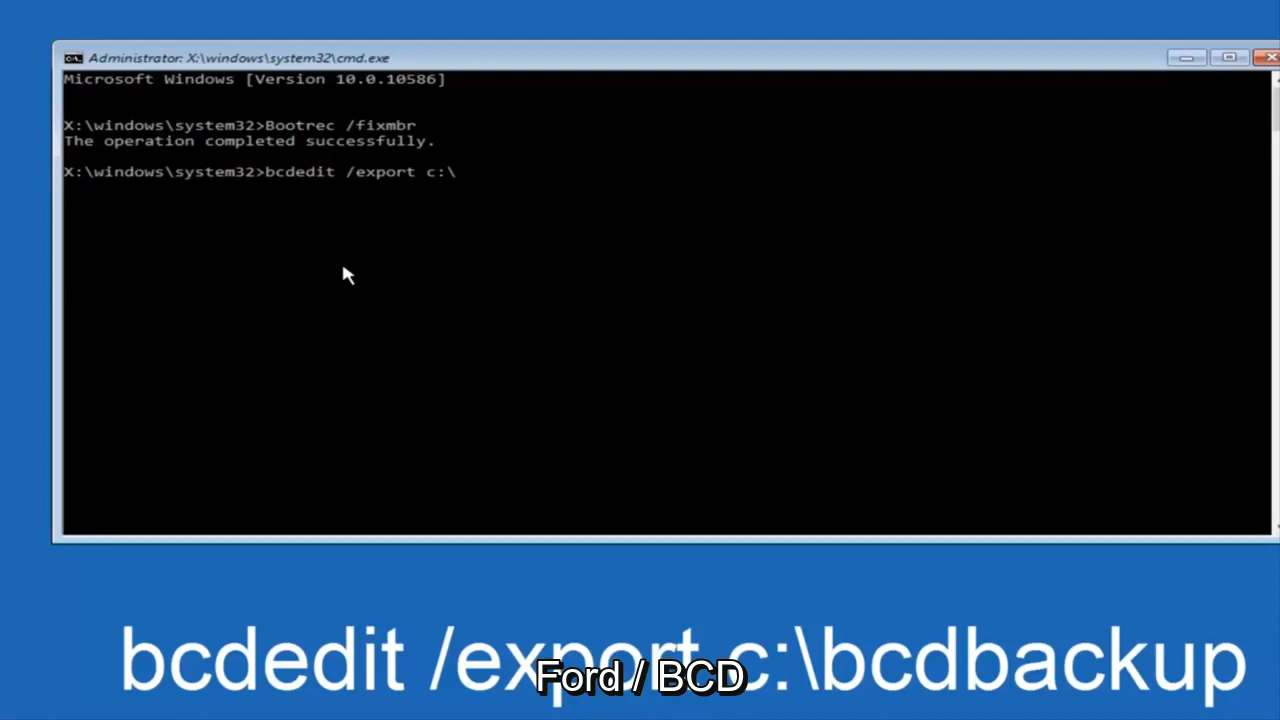 Administrator: X:\windows\system32\cmd.exe
Microsoft Windows [Version 10.0.10586]
X:\windows\system32>Bootrec /fixmbr
The operation completed successfully.
X:\windows\system32>bcdedit /export c:\
bcdedit /export c:\bcdbackup
Ford / BCD